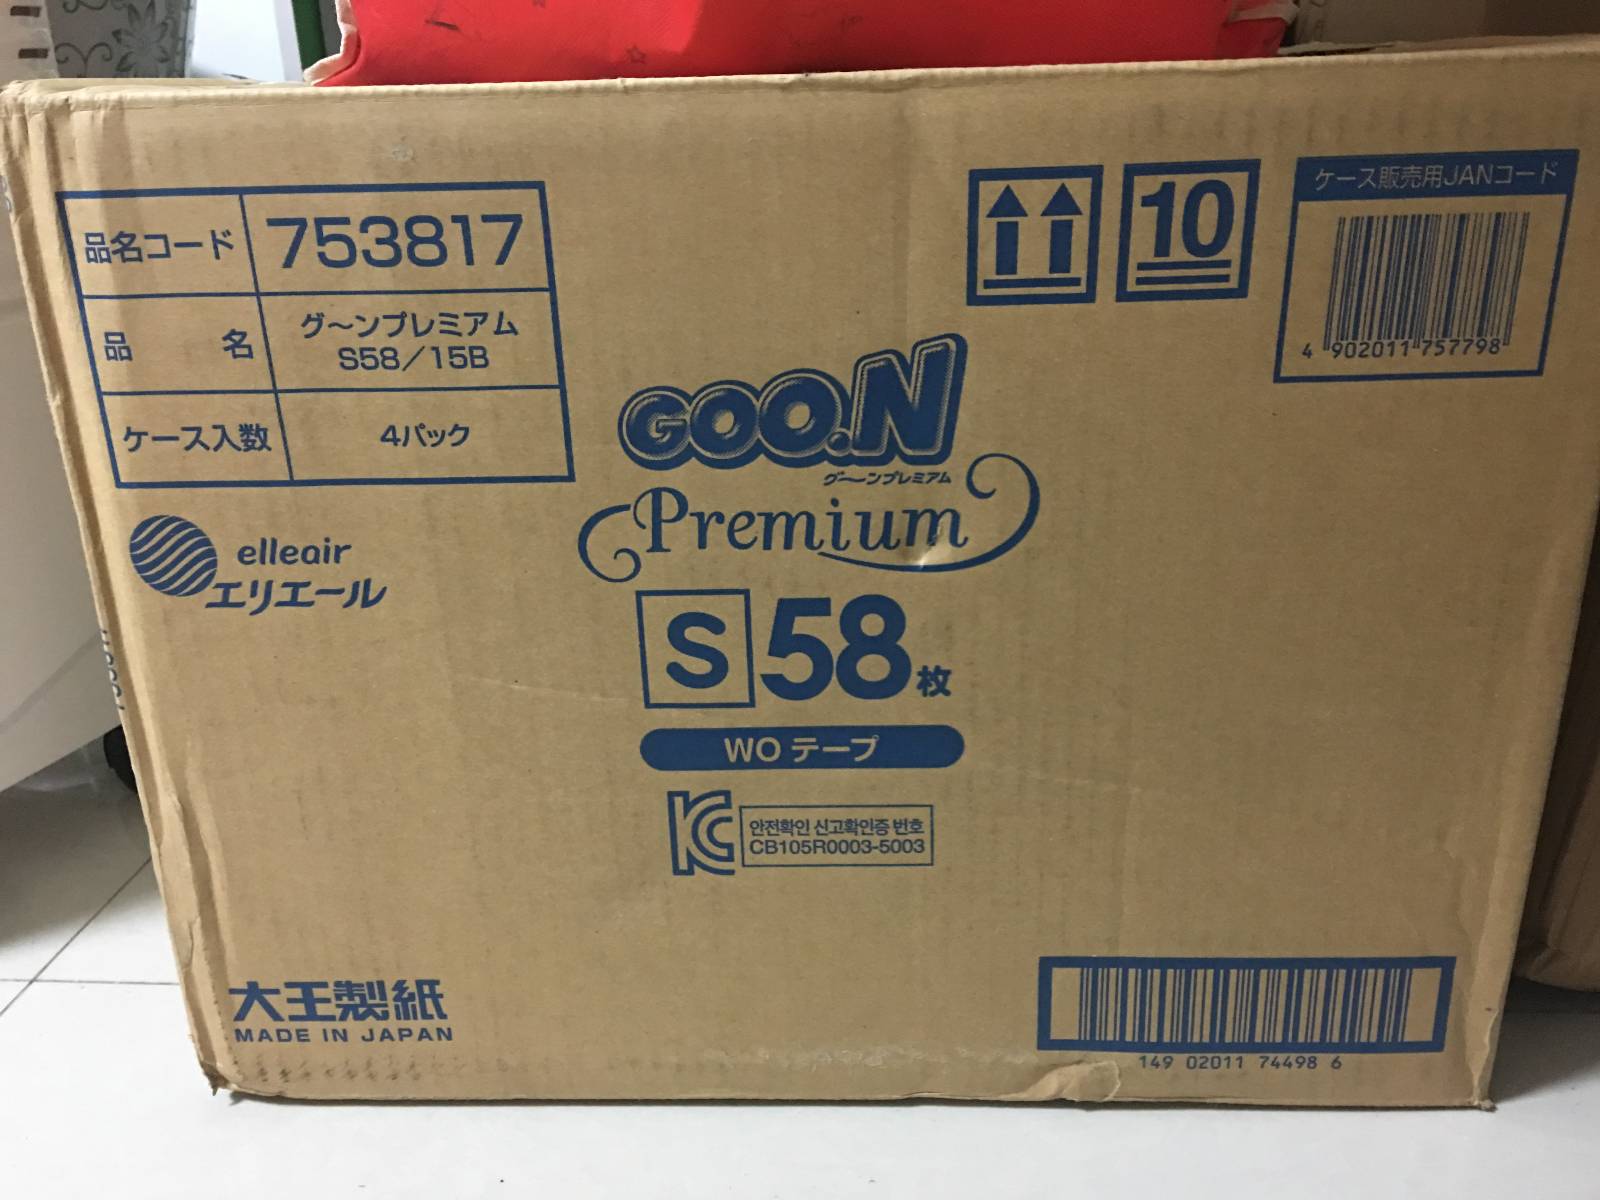 品名コード 753817
品名 グ〜ンプレミアム
S58／15B
ケース入数 4パック
10
ケース販売用JANコード
4 902011 757798
GOO.N
グ〜ンプレミアム
Premium
elleair
エリエール
S 58枚
WO テープ
안전확인 신고확인증 번호
CB105R0003-5003
大王製紙
MADE IN JAPAN
149 02011 74498 6